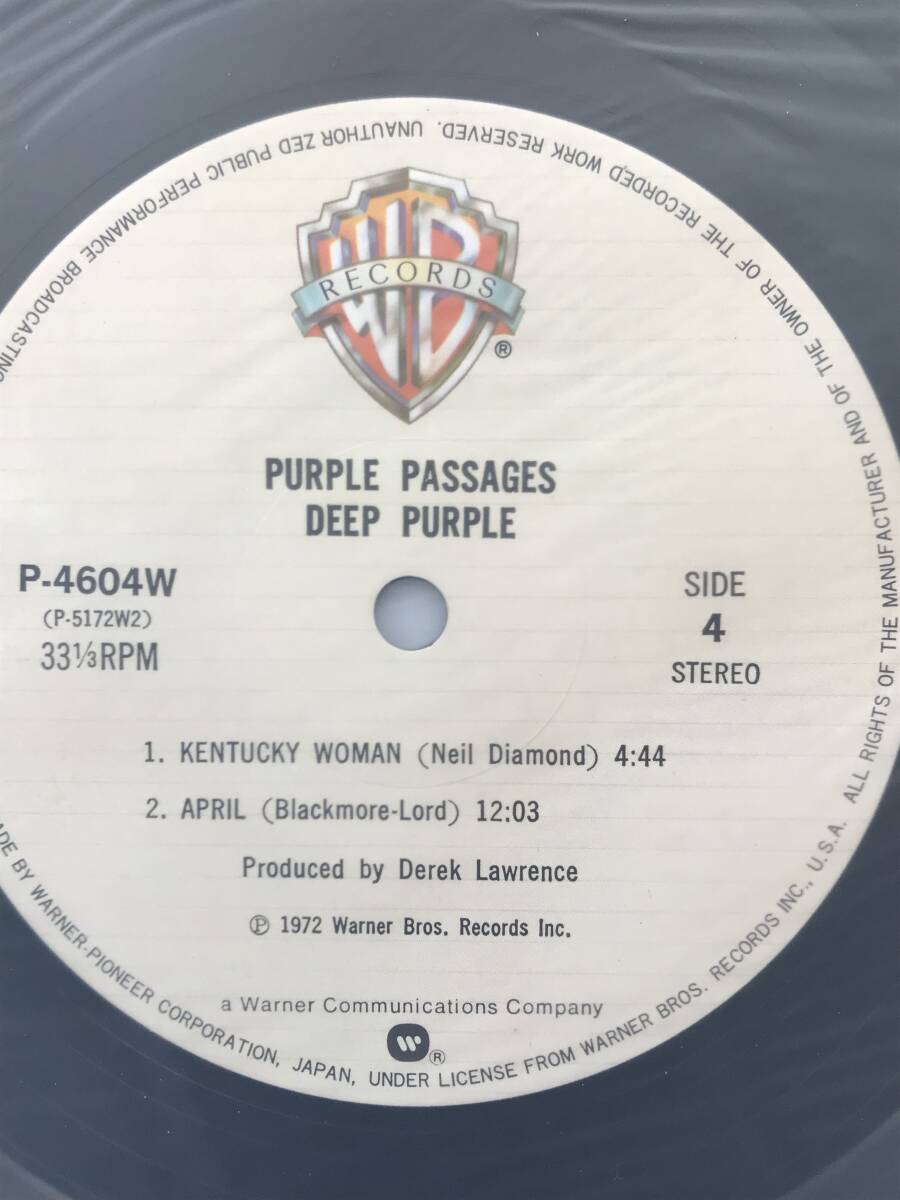 WB
RECORDS
®
PURPLE PASSAGES
DEEP PURPLE
P-4604W
(P-5172W2)
33⅓RPM
SIDE
4
STEREO
1. KENTUCKY WOMAN (Neil Diamond) 4:44
2. APRIL (Blackmore-Lord) 12:03
Produced by Derek Lawrence
Ⓟ 1972 Warner Bros. Records Inc.
a Warner Communications Company
®
BY WARNER-PIONEER CORPORATION, JAPAN, UNDER LICENSE FROM WARNER BROS. RECORDS INC., U.S.A. ALL RIGHTS OF THE MANUFACTURER AND OF THE OWNER OF THE RECORDED WORK RESERVED. UNAUTHOR ZED PUBLIC PERFORMANCE BROADCASTING